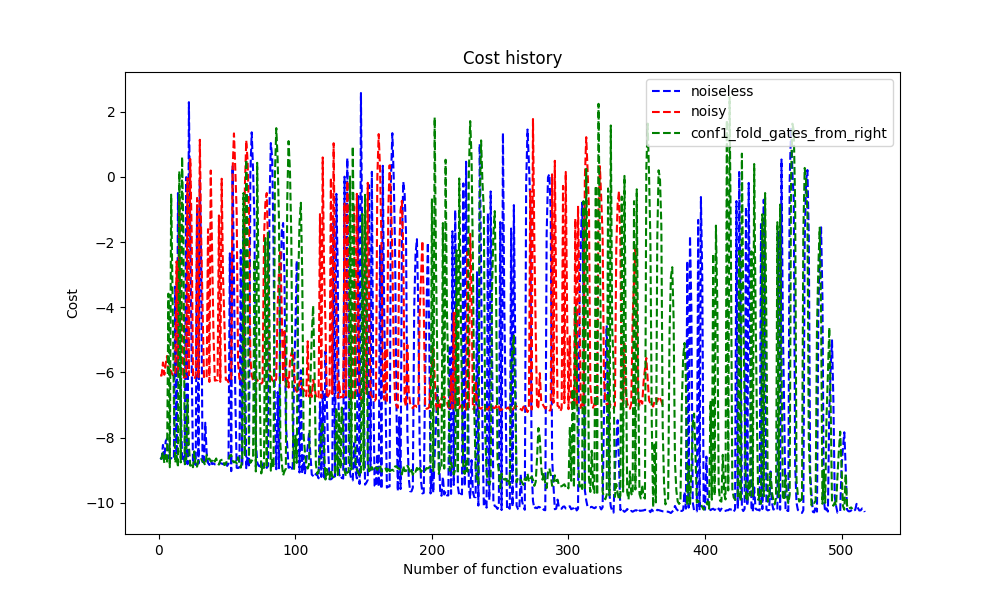 Cost history
noiseless
noisy
conf1_fold_gates_from_right
Cost
2
0
−2
−4
−6
−8
−10
0 100 200 300 400 500
Number of function evaluations